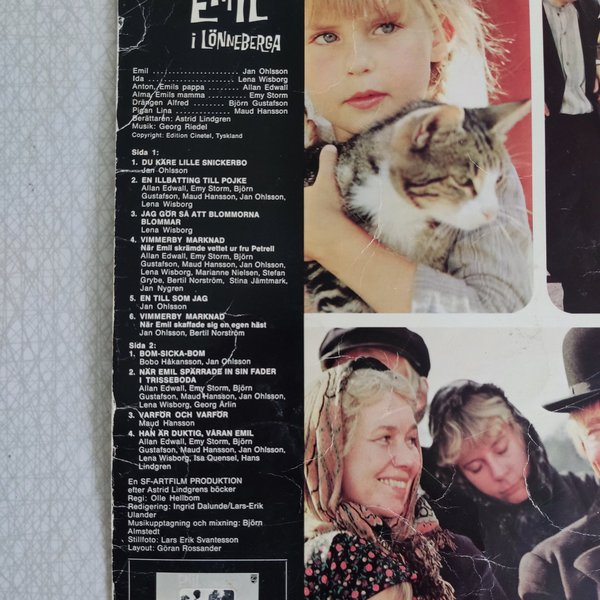 EMIL
i LÖNNEBERGA
Emil ........................ Jan Ohlsson
Ida ........................ Lena Wisborg
Anton, Emils pappa ...... Allan Edwall
Alma, Emils mamma ....... Emy Storm
Drängen Alfred ........ Björn Gustafson
Pigan Lina ............ Maud Hansson
Berättaren: Astrid Lindgren
Musik: Georg Riedel
Copyright: Edition Cinetel, Tyskland
Sida 1:
1. DU KÄRE LILLE SNICKERBO
Jan Ohlsson
2. EN ILLBATTING TILL POJKE
Allan Edwall, Emy Storm, Björn
Gustafson, Maud Hansson, Jan Ohlsson,
Lena Wisborg
3. JAG GÖR SÅ ATT BLOMMORNA
BLOMMAR
Lena Wisborg
4. VIMMERBY MARKNAD
När Emil skrämde vettet ur fru Petrell
Allan Edwall, Emy Storm, Björn
Gustafson, Maud Hansson, Jan Ohlsson,
Lena Wisborg, Marianne Nielsen, Stefan
Grybe, Bertil Norström, Stina Jämtmark,
Jan Nygren
5. EN TILL SOM JAG
Jan Ohlsson
6. VIMMERBY MARKNAD
När Emil skaffade sig en egen häst
Jan Ohlsson, Bertil Norström
Sida 2:
1. BOM-SICKA-BOM
Bobo Håkansson, Jan Ohlsson
2. NÄR EMIL SPÄRRADE IN SIN FADER
I TRISSEBODA
Allan Edwall, Emy Storm, Björn
Gustafson, Maud Hansson, Jan Ohlsson,
Lena Wisborg, Georg Årlin
3. VARFÖR OCH VARFÖR
Maud Hansson
4. HAN ÄR DUKTIG, VÅRAN EMIL
Allan Edwall, Emy Storm, Björn
Gustafson, Maud Hansson, Jan Ohlsson,
Lena Wisborg, Isa Quensel, Hans
Lindgren
En SF-ARTFILM PRODUKTION
efter Astrid Lindgrens böcker
Regi: Olle Hellbom
Redigering: Ingrid Dalunde/Lars-Erik
Ulander
Musikupptagning och mixning: Björn
Almstedt
Stillfoto: Lars Erik Svantesson
Layout: Göran Rossander